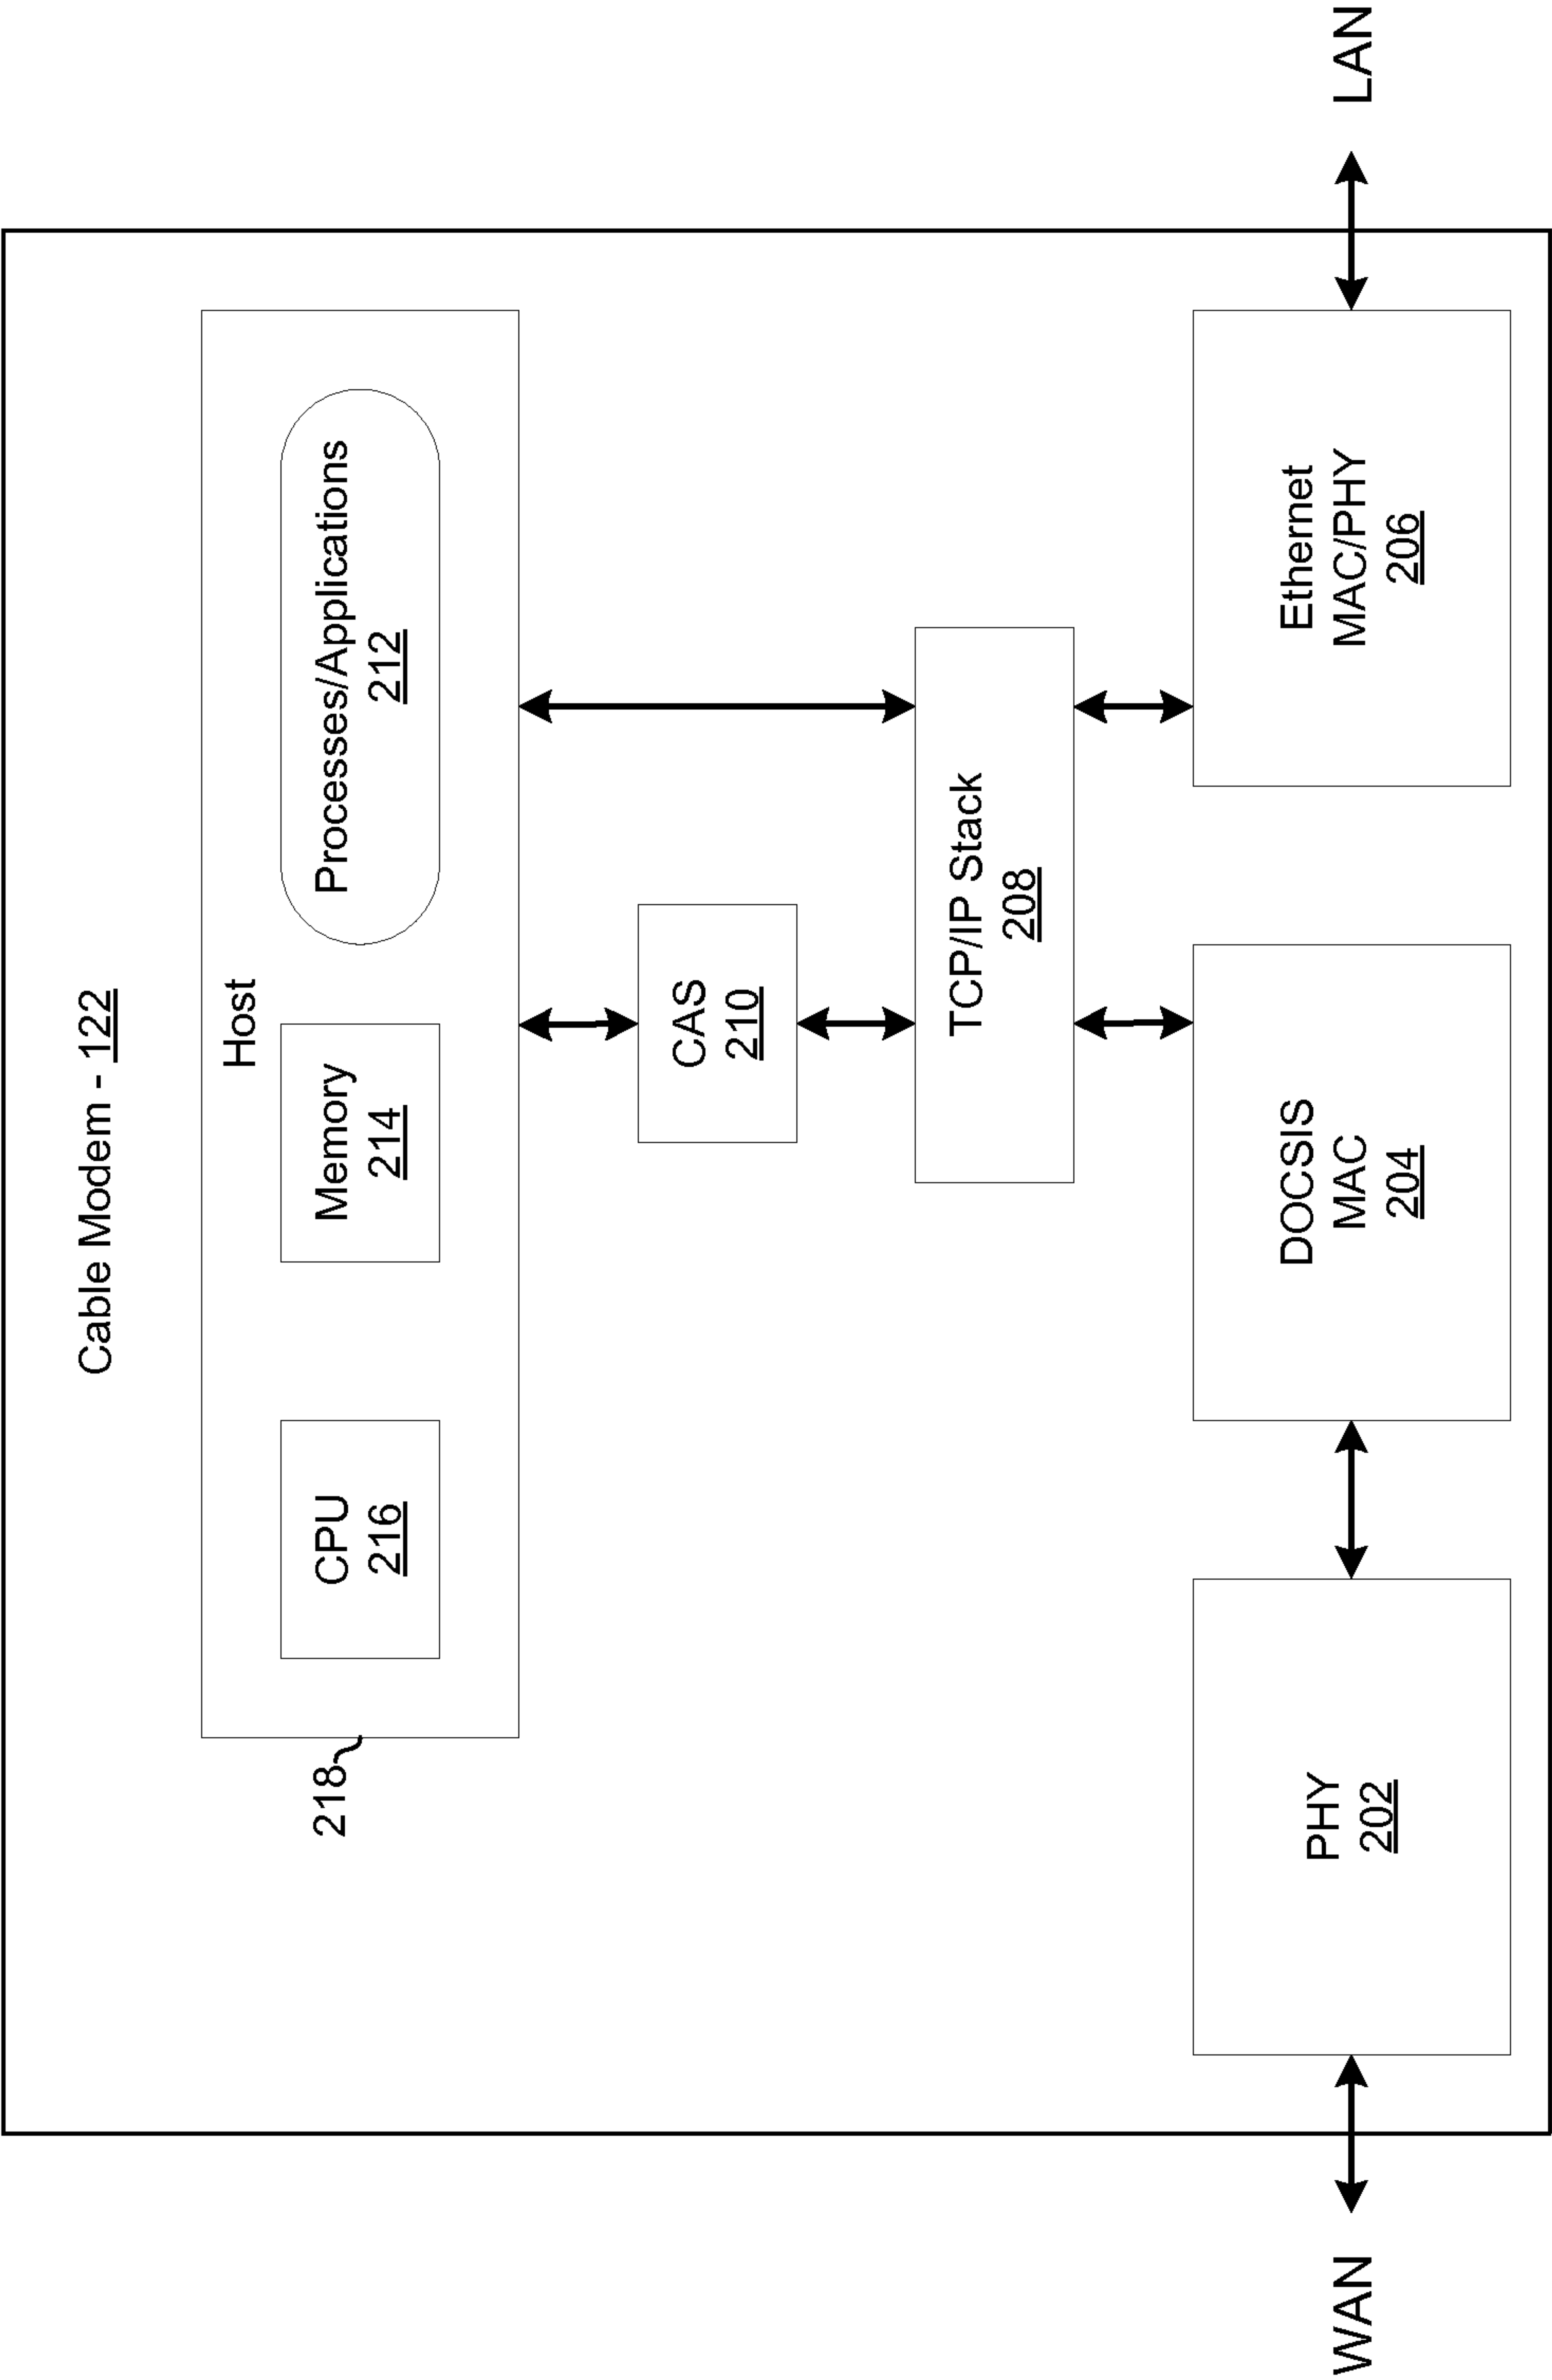 Cable Modem - 122
Host
218
CPU
216
Memory
214
Processes/Applications
212
CAS
210
TCP/IP Stack
208
WAN
PHY
202
DOCSIS
MAC
204
Ethernet
MAC/PHY
206
LAN